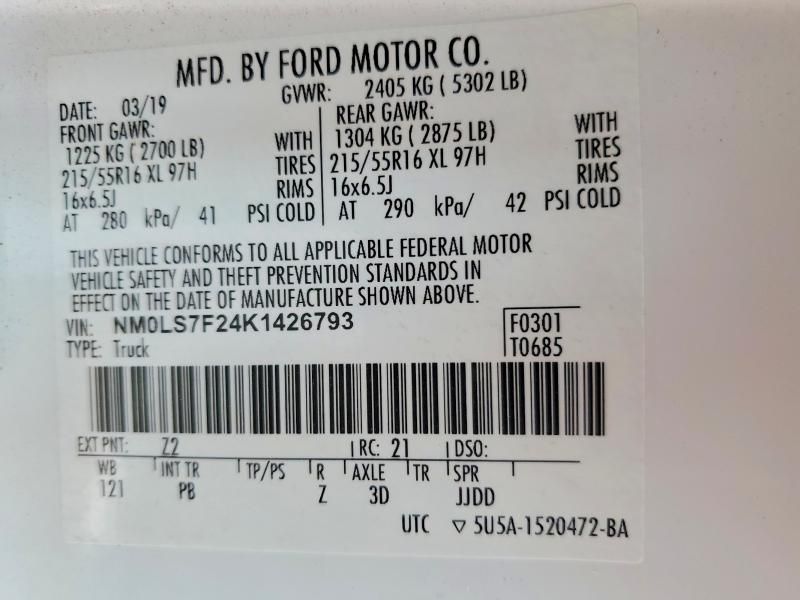 MFD. BY FORD MOTOR CO.
DATE: 03/19 GVWR: 2405 KG ( 5302 LB)
FRONT GAWR: REAR GAWR:
1225 KG ( 2700 LB) WITH 1304 KG ( 2875 LB) WITH
215/55R16 XL 97H TIRES 215/55R16 XL 97H TIRES
16x6.5J RIMS 16x6.5J RIMS
AT 280 kPa/ 41 PSI COLD AT 290 kPa/ 42 PSI COLD
THIS VEHICLE CONFORMS TO ALL APPLICABLE FEDERAL MOTOR
VEHICLE SAFETY AND THEFT PREVENTION STANDARDS IN
EFFECT ON THE DATE OF MANUFACTURE SHOWN ABOVE.
VIN: NM0LS7F24K1426793 F0301
TYPE: Truck T0685
EXT PNT: Z2 RC: 21 DSO:
WB INT TR TP/PS R AXLE TR SPR
121 PB Z 3D JJDD
UTC ▽ 5U5A-1520472-BA